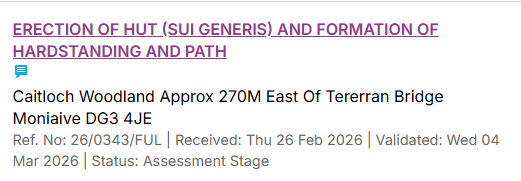 ERECTION OF HUT (SUI GENERIS) AND FORMATION OF
HARDSTANDING AND PATH
Caitloch Woodland Approx 270M East Of Tererran Bridge
Moniaive DG3 4JE
Ref. No: 26/0343/FUL | Received: Thu 26 Feb 2026 | Validated: Wed 04
Mar 2026 | Status: Assessment Stage